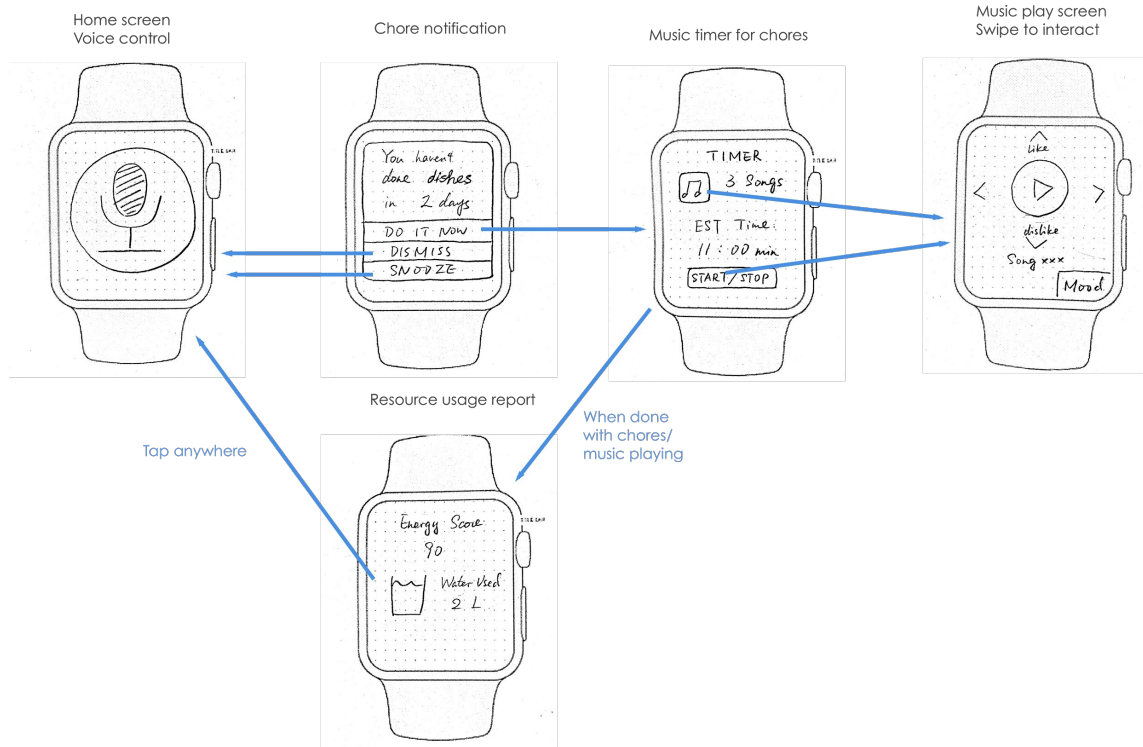 Home screen
Voice control
Chore notification
Music timer for chores
Music play screen
Swipe to interact
You haven't
done dishes
in 2 days
DO IT NOW
DISMISS
SNOOZE
TIMER
3 Songs
EST Time:
11:00 min
START/STOP
Like
dislike
Song xxx
Mood
Resource usage report
Tap anywhere
When done
with chores/
music playing
Energy Score
90
Water Used
2 L